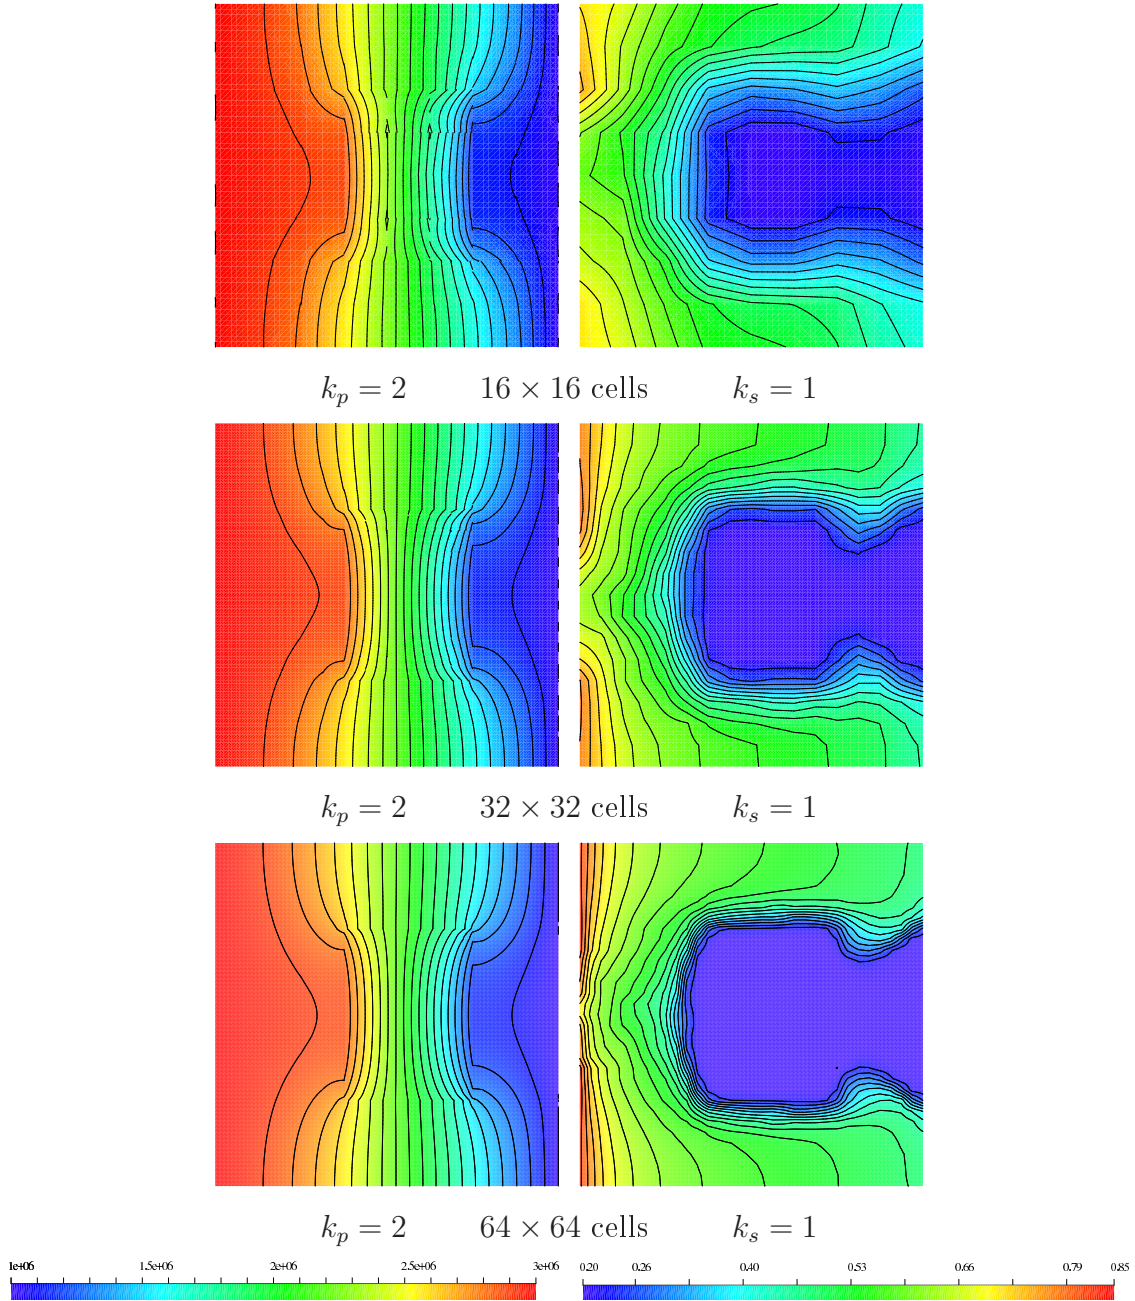 k_p = 2 16 × 16 cells k_s = 1
k_p = 2 32 × 32 cells k_s = 1
k_p = 2 64 × 64 cells k_s = 1
1e+06 1.5e+06 2e+06 2.5e+06 3e+06 0.20 0.26 0.40 0.53 0.66 0.79 0.85